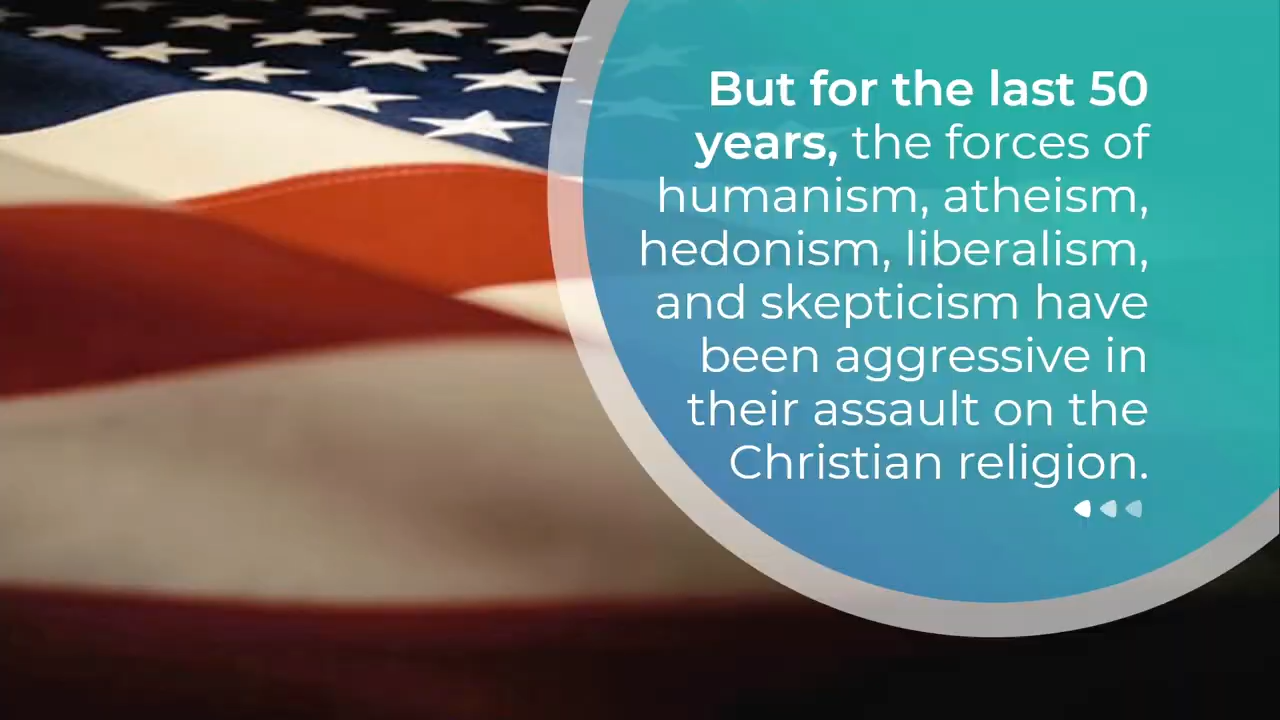 But for the last 50
years, the forces of
humanism, atheism,
hedonism, liberalism,
and skepticism have
been aggressive in
their assault on the
Christian religion.